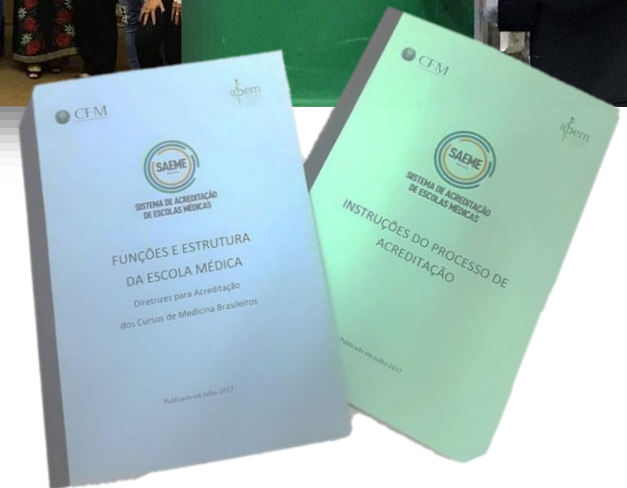 CFM
abem
SAEME
SISTEMA DE ACREDITAÇÃO
DE ESCOLAS MÉDICAS
FUNÇÕES E ESTRUTURA
DA ESCOLA MÉDICA
Diretrizes para Acreditação
dos Cursos de Medicina Brasileiros
Publicado em Julho-2017
CFM
abem
SAEME
SISTEMA DE ACREDITAÇÃO
DE ESCOLAS MÉDICAS
INSTRUÇÕES DO PROCESSO DE
ACREDITAÇÃO
Publicado em Julho-2017